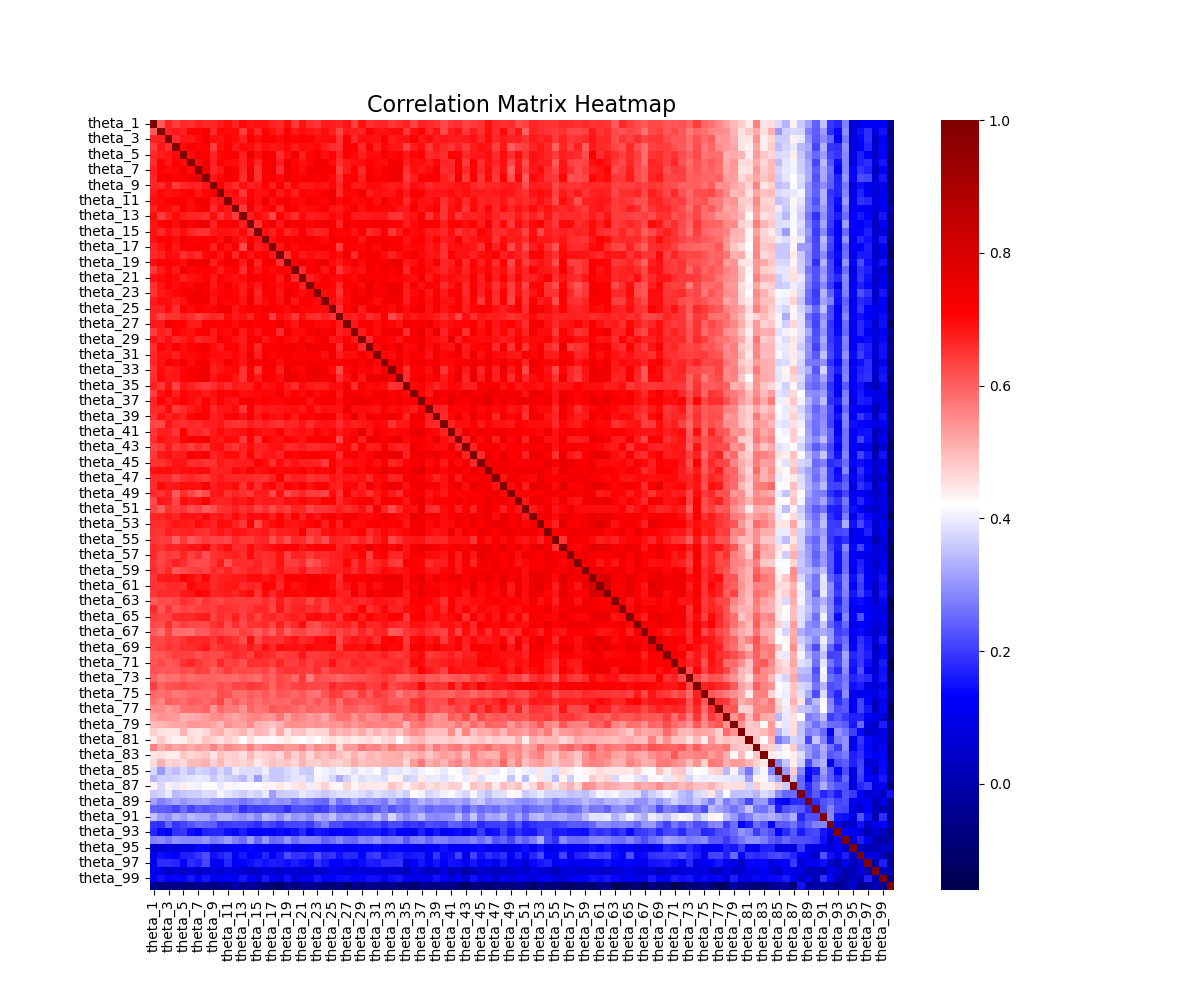 Correlation Matrix Heatmap
theta_1
theta_3
theta_5
theta_7
theta_9
theta_11
theta_13
theta_15
theta_17
theta_19
theta_21
theta_23
theta_25
theta_27
theta_29
theta_31
theta_33
theta_35
theta_37
theta_39
theta_41
theta_43
theta_45
theta_47
theta_49
theta_51
theta_53
theta_55
theta_57
theta_59
theta_61
theta_63
theta_65
theta_67
theta_69
theta_71
theta_73
theta_75
theta_77
theta_79
theta_81
theta_83
theta_85
theta_87
theta_89
theta_91
theta_93
theta_95
theta_97
theta_99
theta_1
theta_3
theta_5
theta_7
theta_9
theta_11
theta_13
theta_15
theta_17
theta_19
theta_21
theta_23
theta_25
theta_27
theta_29
theta_31
theta_33
theta_35
theta_37
theta_39
theta_41
theta_43
theta_45
theta_47
theta_49
theta_51
theta_53
theta_55
theta_57
theta_59
theta_61
theta_63
theta_65
theta_67
theta_69
theta_71
theta_73
theta_75
theta_77
theta_79
theta_81
theta_83
theta_85
theta_87
theta_89
theta_91
theta_93
theta_95
theta_97
theta_99
1.0
0.8
0.6
0.4
0.2
0.0